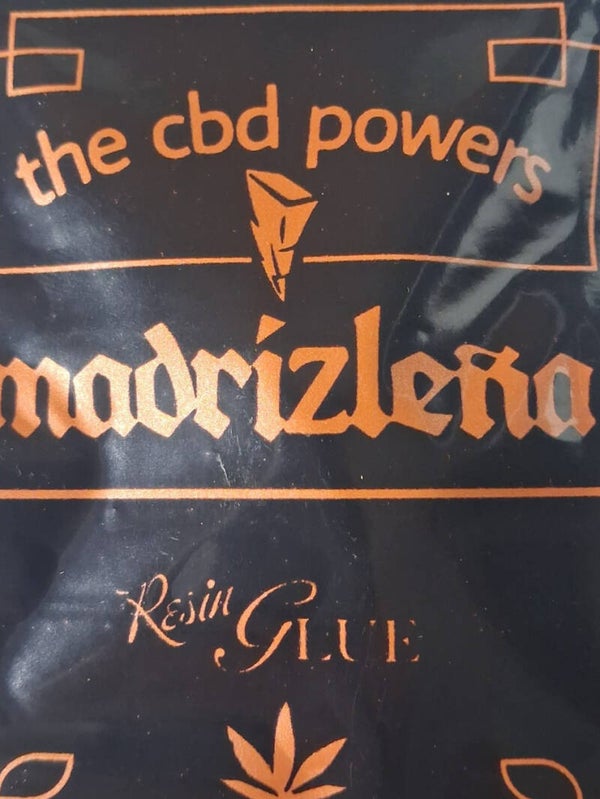 the cbd powers
madrizleña
Resin GLUE